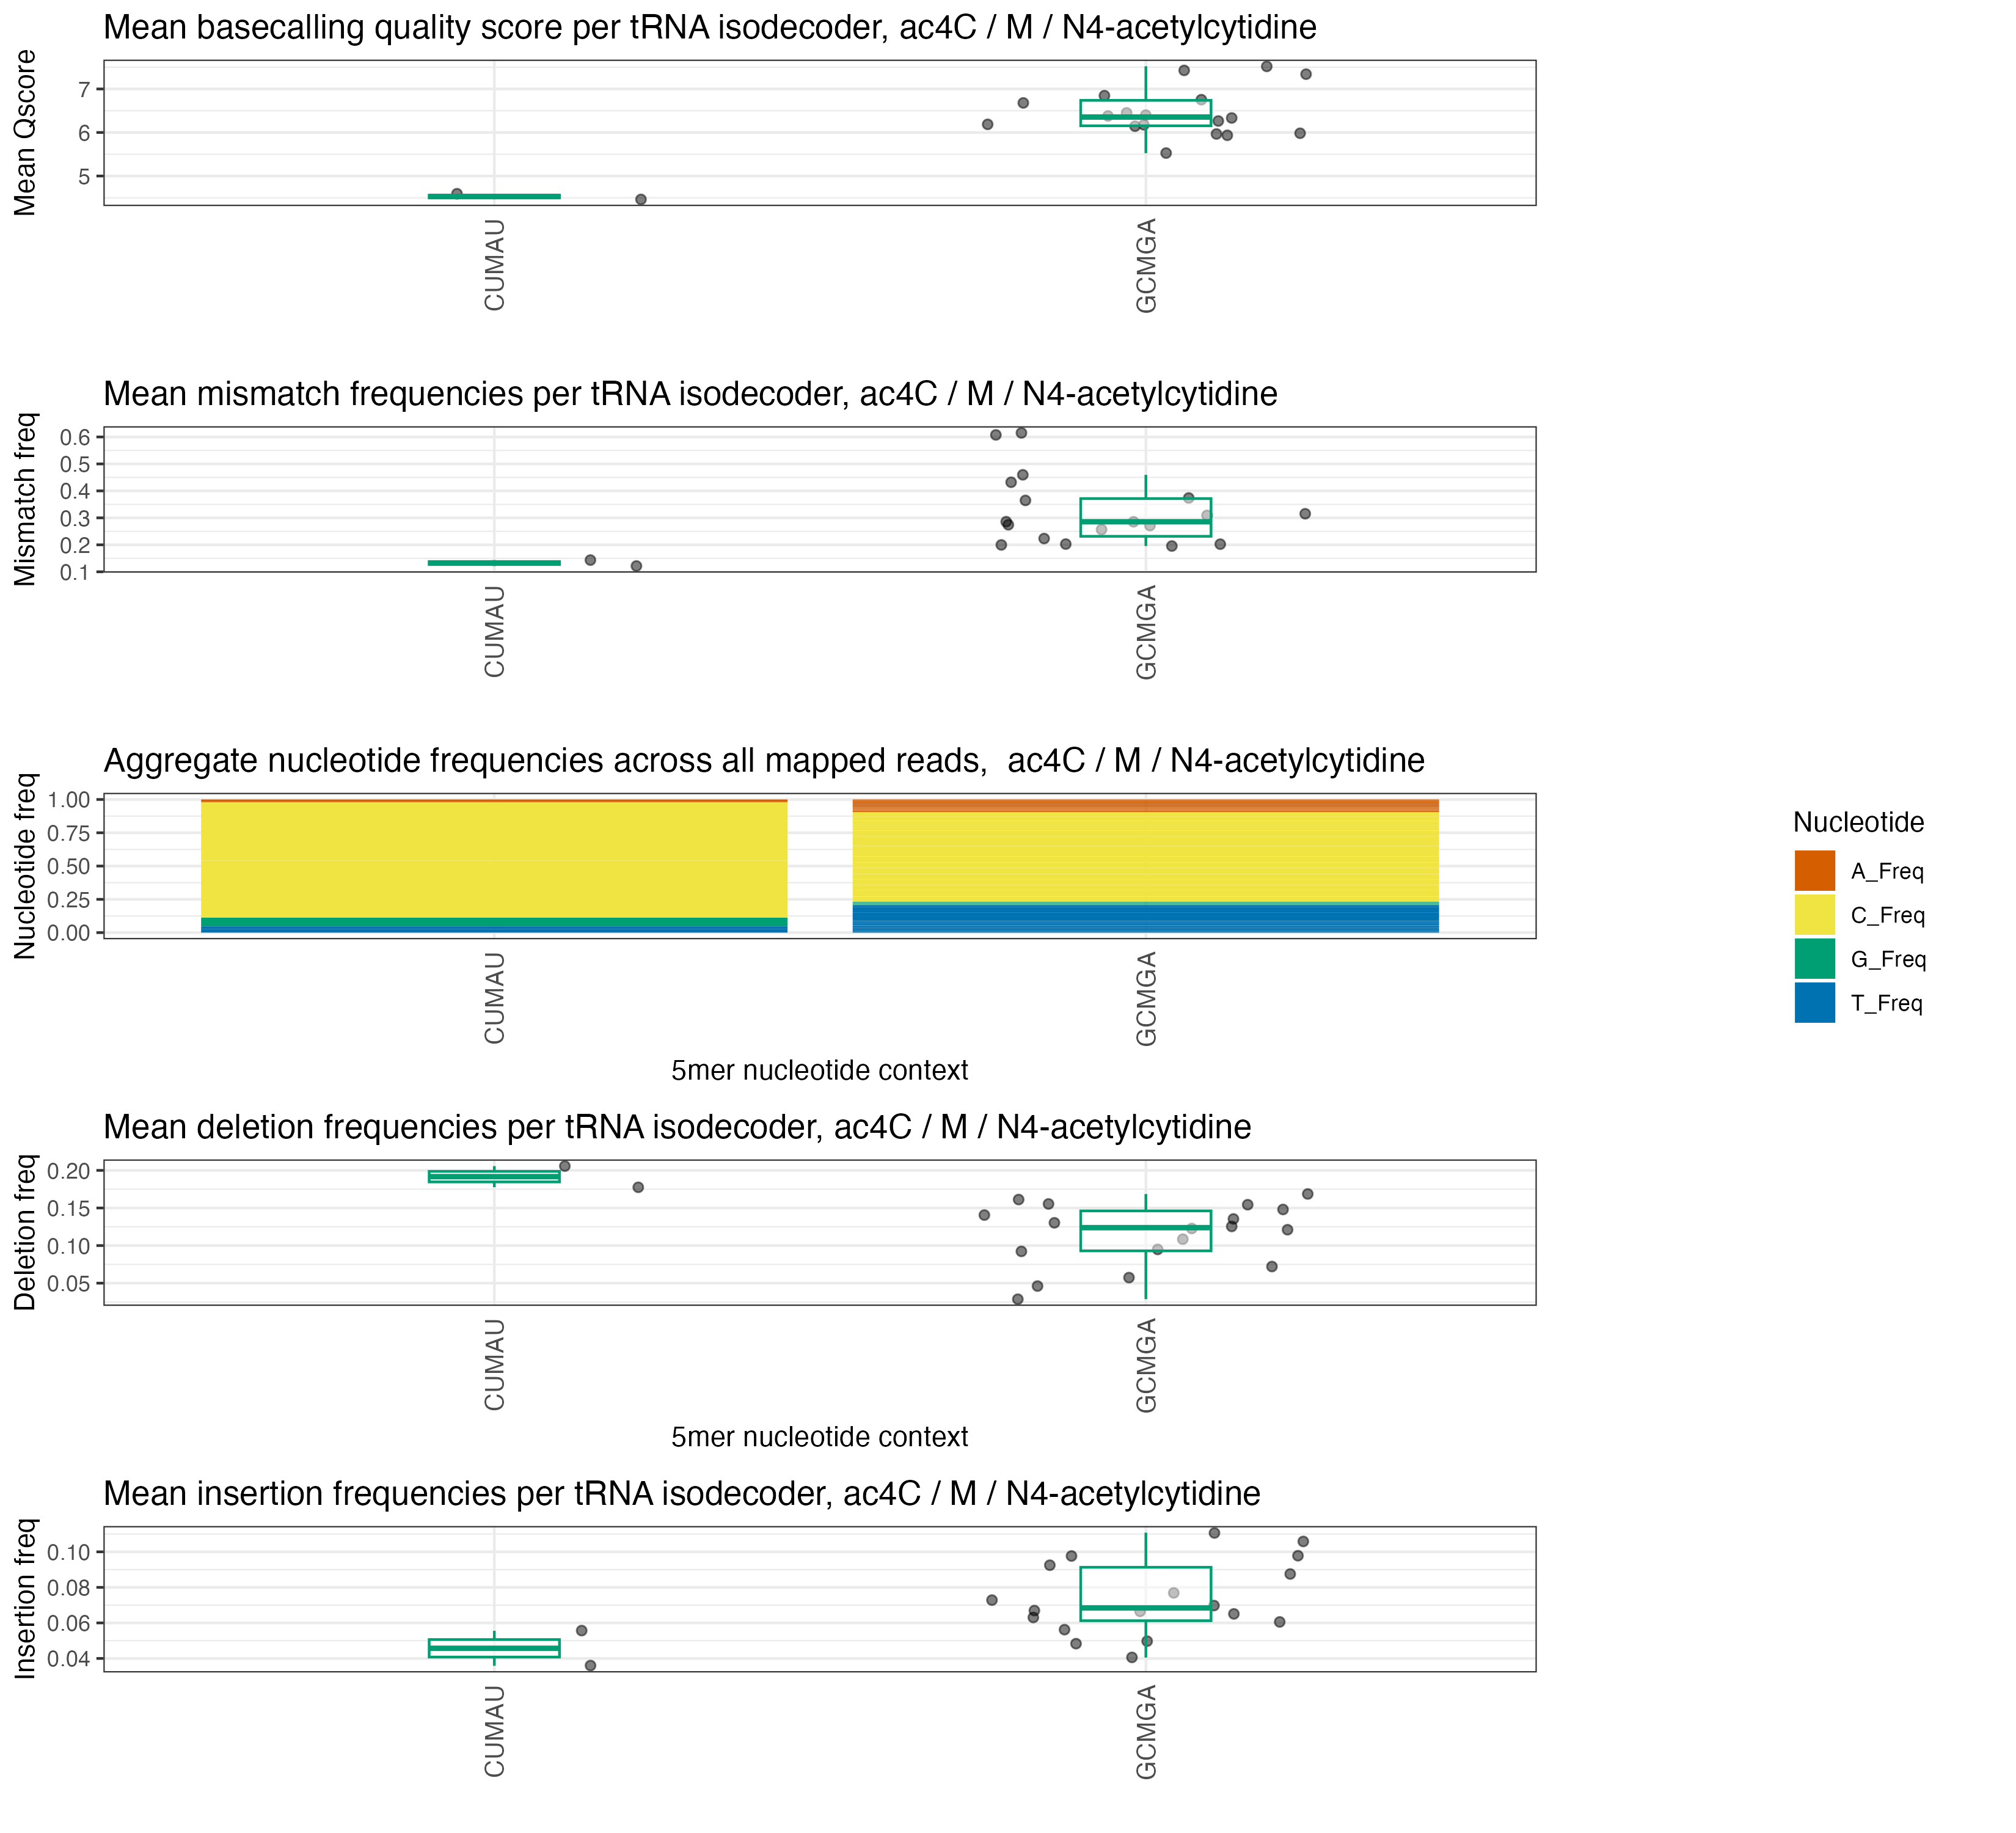 Mean basecalling quality score per tRNA isodecoder, ac4C / M / N4-acetylcytidine
Mean Qscore
7
6
5
CUMAU
GCMGA
Mean mismatch frequencies per tRNA isodecoder, ac4C / M / N4-acetylcytidine
Mismatch freq
0.6
0.5
0.4
0.3
0.2
0.1
CUMAU
GCMGA
Aggregate nucleotide frequencies across all mapped reads,  ac4C / M / N4-acetylcytidine
Nucleotide freq
1.00
0.75
0.50
0.25
0.00
CUMAU
GCMGA
5mer nucleotide context
Nucleotide
A_Freq
C_Freq
G_Freq
T_Freq
Mean deletion frequencies per tRNA isodecoder, ac4C / M / N4-acetylcytidine
Deletion freq
0.20
0.15
0.10
0.05
CUMAU
GCMGA
5mer nucleotide context
Mean insertion frequencies per tRNA isodecoder, ac4C / M / N4-acetylcytidine
Insertion freq
0.10
0.08
0.06
0.04
CUMAU
GCMGA